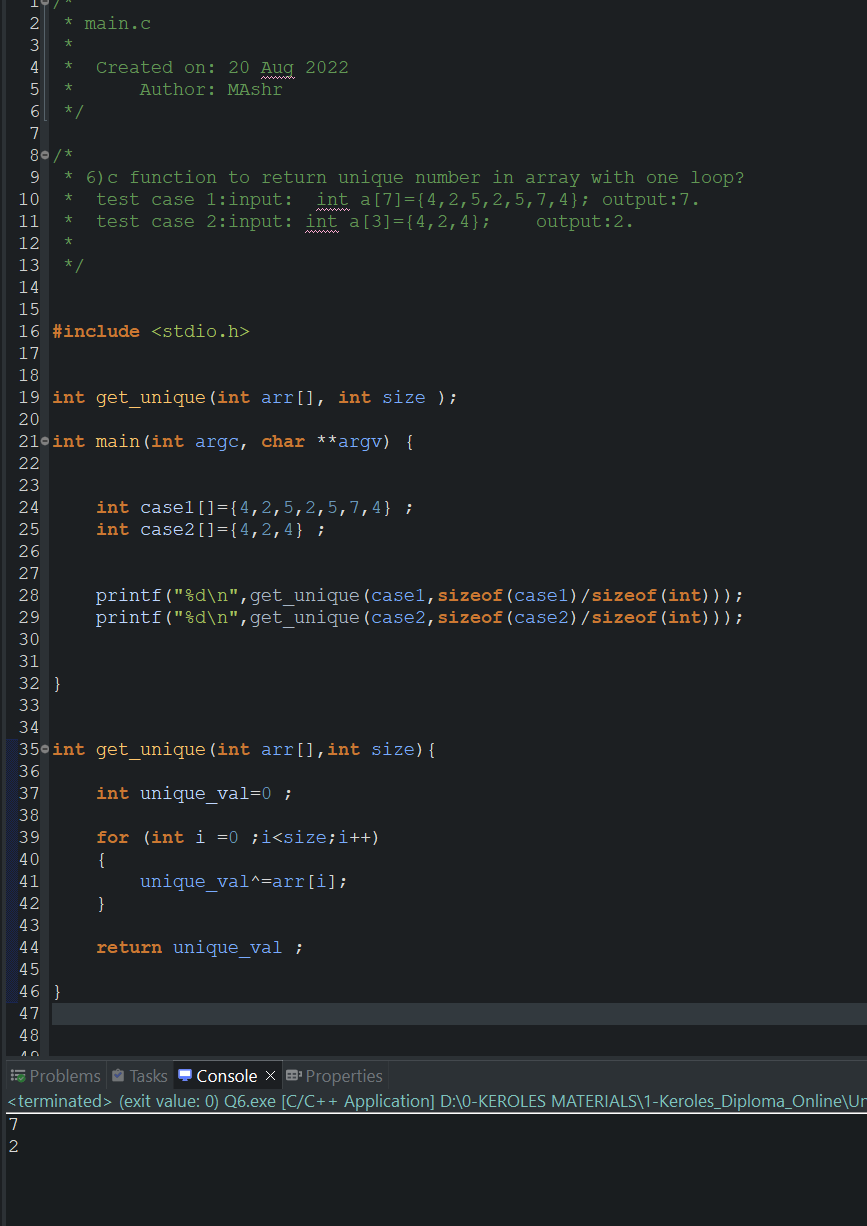 1 /*
2  * main.c
3  *
4  *  Created on: 20 Aug 2022
5  *      Author: MAshr
6  */
7
8 /*
9  * 6)c function to return unique number in array with one loop?
10  *  test case 1:input:  int a[7]={4,2,5,2,5,7,4}; output:7.
11  *  test case 2:input: int a[3]={4,2,4};    output:2.
12  *
13  */
14
15
16 #include <stdio.h>
17
18
19 int get_unique(int arr[], int size );
20
21 int main(int argc, char **argv) {
22
23
24     int case1[]={4,2,5,2,5,7,4} ;
25     int case2[]={4,2,4} ;
26
27
28     printf("%d\n",get_unique(case1,sizeof(case1)/sizeof(int)));
29     printf("%d\n",get_unique(case2,sizeof(case2)/sizeof(int)));
30
31
32 }
33
34
35 int get_unique(int arr[],int size){
36
37     int unique_val=0 ;
38
39     for (int i =0 ;i<size;i++)
40     {
41         unique_val^=arr[i];
42     }
43
44     return unique_val ;
45
46 }
47
48
49
Problems Tasks Console Properties
<terminated> (exit value: 0) Q6.exe [C/C++ Application] D:\0-KEROLES MATERIALS\1-Keroles_Diploma_Online\Un
7
2